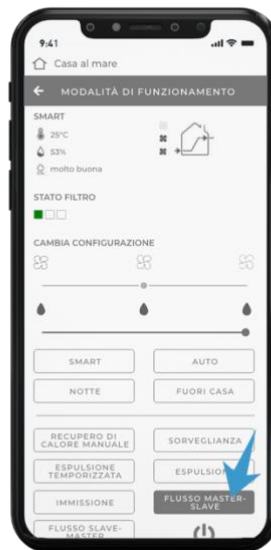 9:41
Casa al mare
MODALITÀ DI FUNZIONAMENTO
SMART
25°C
53%
molto buona
STATO FILTRO
CAMBIA CONFIGURAZIONE
SMART
AUTO
NOTTE
FUORI CASA
RECUPERO DI
CALORE MANUALE
SORVEGLIANZA
ESPULSIONE
TEMPORIZZATA
ESPULSION
IMMISSIONE
FLUSSO MASTER-
SLAVE
FLUSSO SLAVE-
MASTER